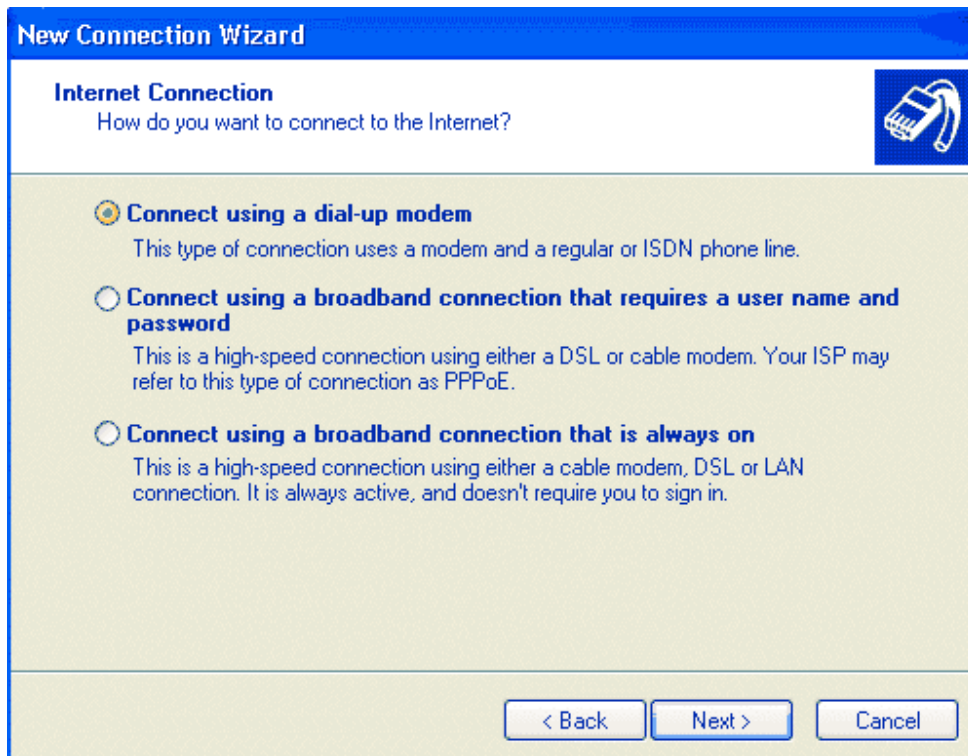 New Connection Wizard
Internet Connection
How do you want to connect to the Internet?
Connect using a dial-up modem
This type of connection uses a modem and a regular or ISDN phone line.
Connect using a broadband connection that requires a user name and
password
This is a high-speed connection using either a DSL or cable modem. Your ISP may
refer to this type of connection as PPPoE.
Connect using a broadband connection that is always on
This is a high-speed connection using either a cable modem, DSL or LAN
connection. It is always active, and doesn't require you to sign in.
< Back
Next >
Cancel